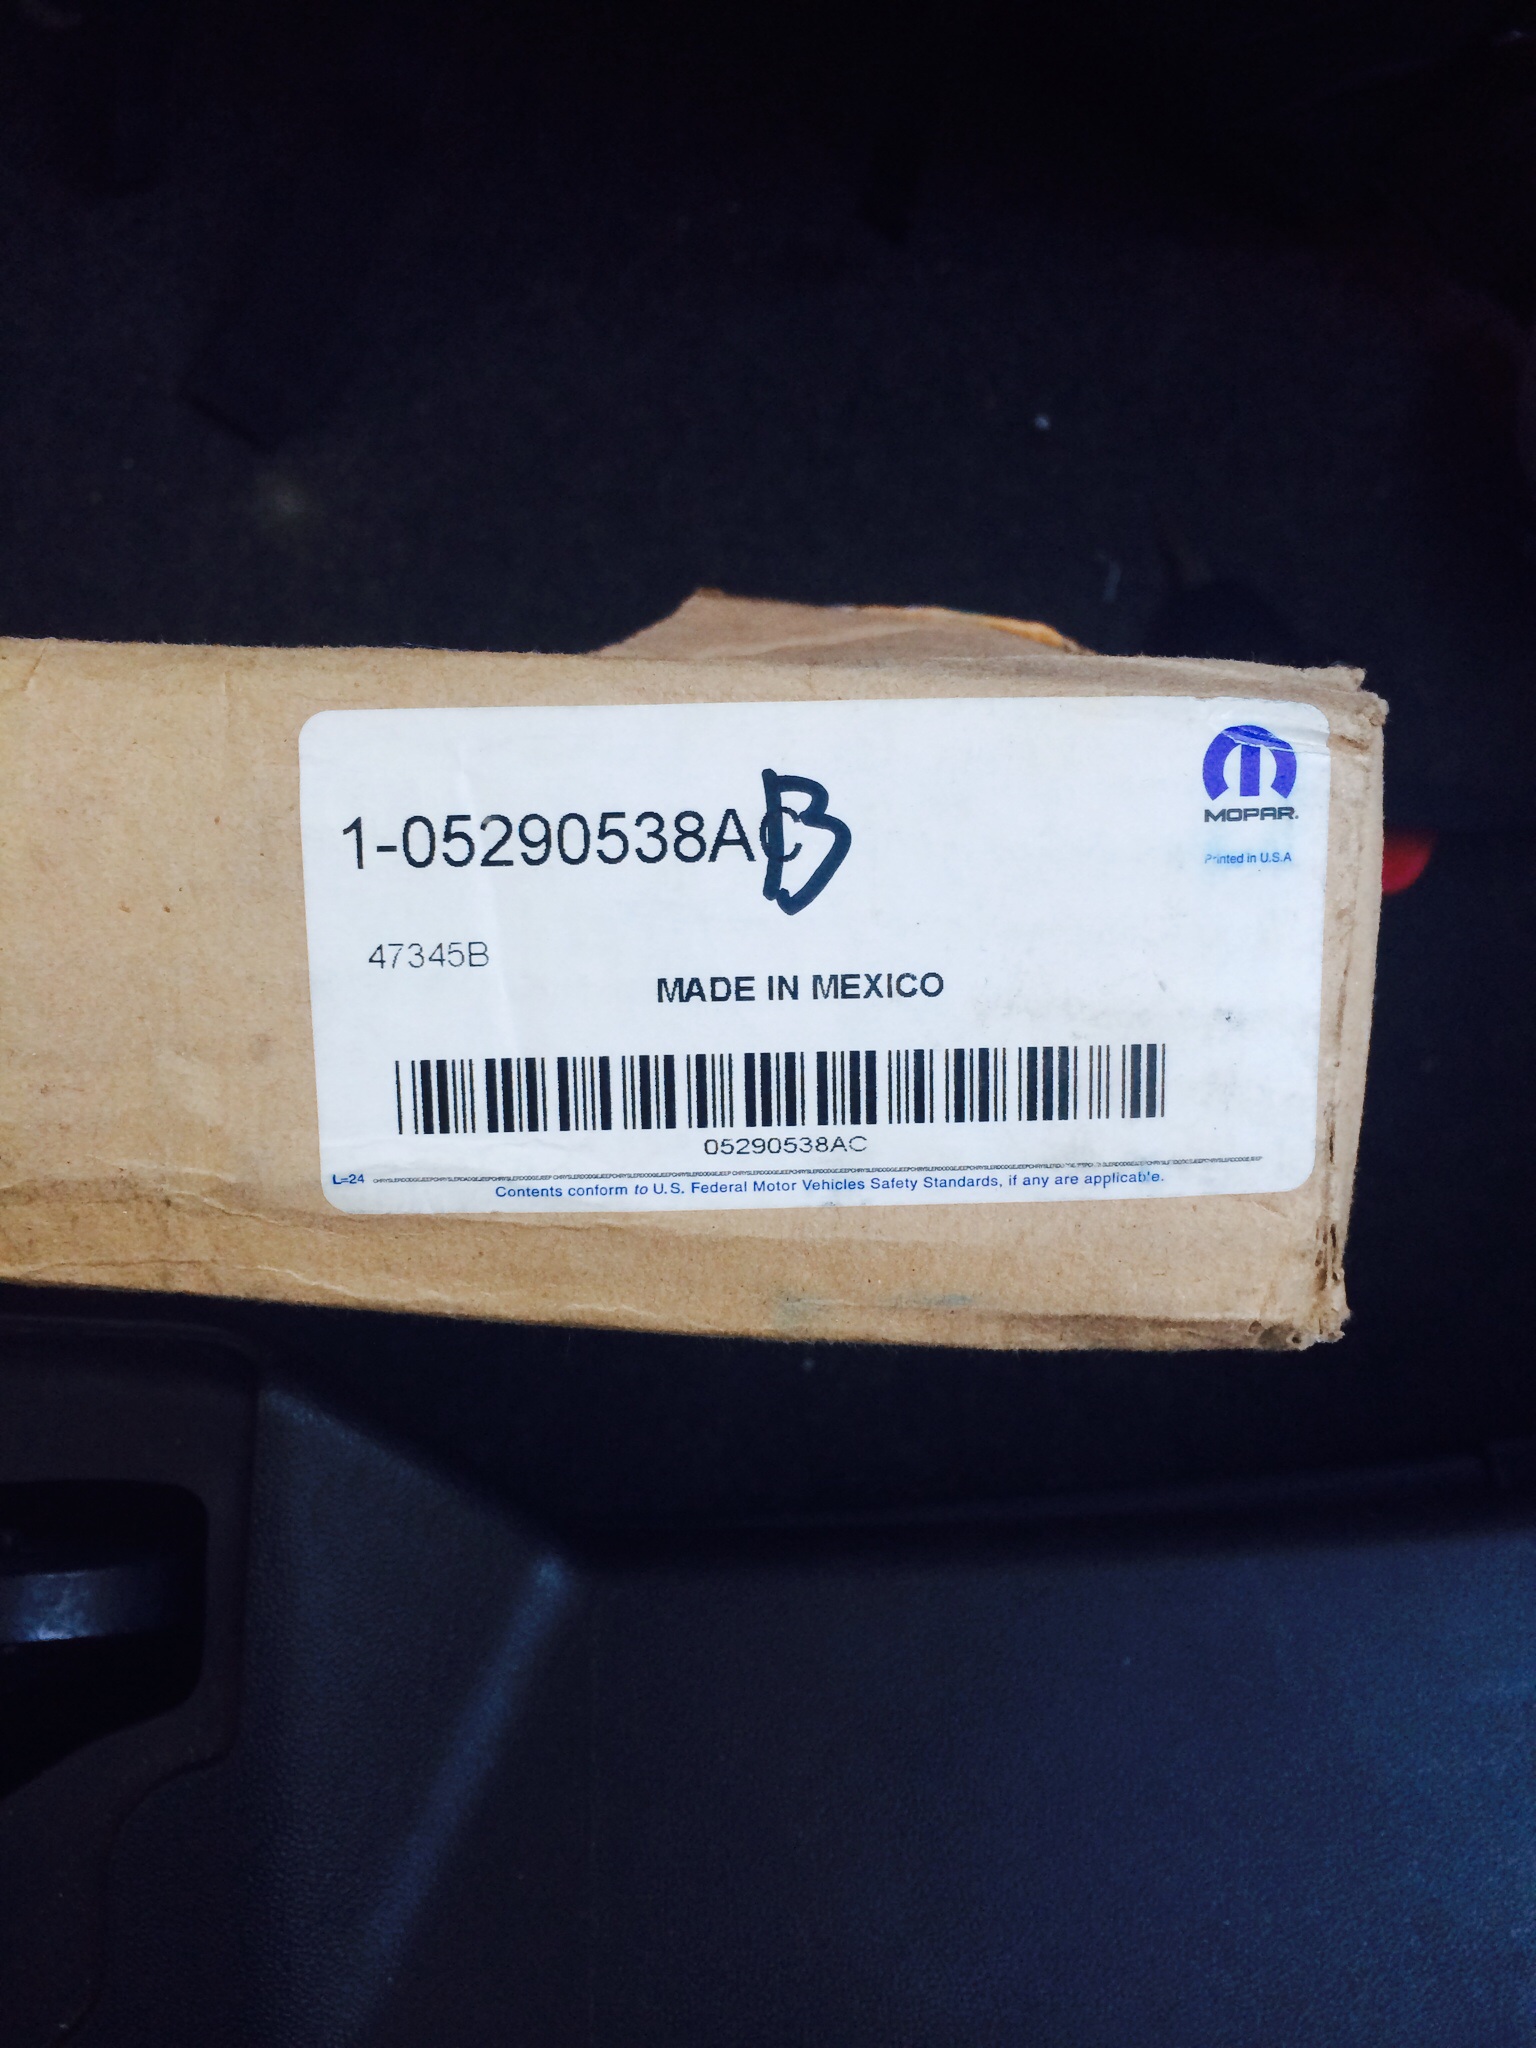 MOPAR.
Printed in U.S.A
1-05290538AC
B
47345B
MADE IN MEXICO
05290538AC
L=24
Contents conform to U.S. Federal Motor Vehicles Safety Standards, if any are applicable.